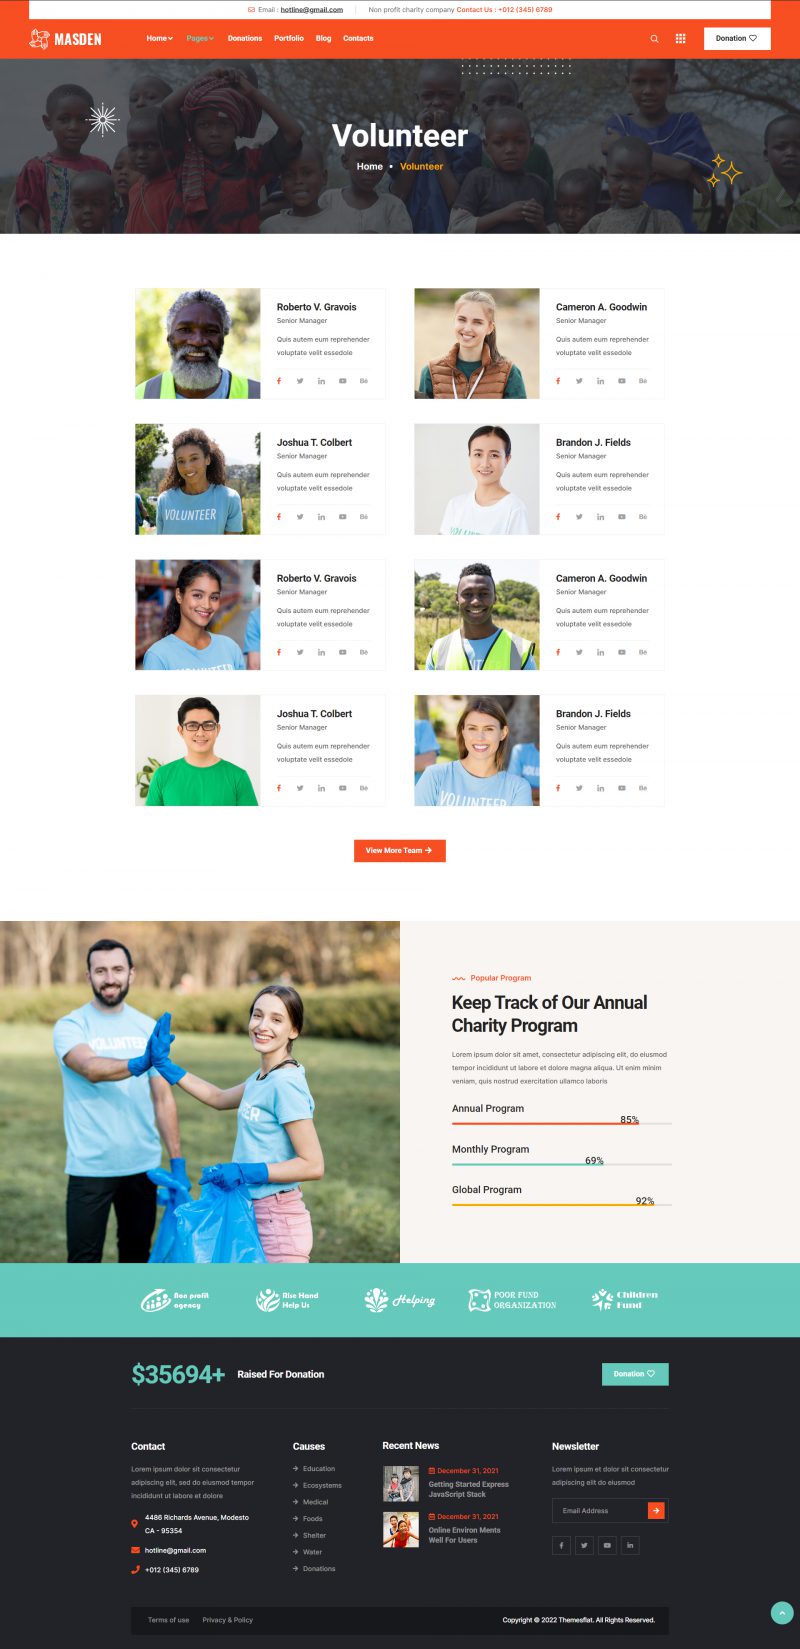 Email : hotline@gmail.com
Non profit charity company Contact Us : +012 (345) 6789
MASDEN
Home Pages Donations Portfolio Blog Contacts
Donation
Volunteer
Home • Volunteer
Roberto V. Gravois
Senior Manager
Quis autem eum reprehender
voluptate velit essedole
Bē
Cameron A. Goodwin
Senior Manager
Quis autem eum reprehender
voluptate velit essedole
Bē
VOLUNTEER
Joshua T. Colbert
Senior Manager
Quis autem eum reprehender
voluptate velit essedole
Bē
Brandon J. Fields
Senior Manager
Quis autem eum reprehender
voluptate velit essedole
Bē
Roberto V. Gravois
Senior Manager
Quis autem eum reprehender
voluptate velit essedole
Bē
Cameron A. Goodwin
Senior Manager
Quis autem eum reprehender
voluptate velit essedole
Bē
Joshua T. Colbert
Senior Manager
Quis autem eum reprehender
voluptate velit essedole
Bē
VOLUNTEER
Brandon J. Fields
Senior Manager
Quis autem eum reprehender
voluptate velit essedole
Bē
View More Team
VOLUNTEER
Popular Program
Keep Track of Our Annual
Charity Program
Lorem ipsum dolor sit amet, consectetur adipiscing elit, do eiusmod
tempor incididunt ut labore et dolore magna aliqua. Ut enim minim
veniam, quis nostrud exercitation ullamco laboris
Annual Program
85%
Monthly Program
69%
Global Program
92%
Non profit
agency
Rise Hand
Help Us
Helping
POOR FUND
ORGANIZATION
Children
Fund
$35694+ Raised For Donation
Donation
Contact
Lorem ipsum dolor sit consectetur
adipiscing elit, sed do eiusmod tempor
incididunt ut labore et dolore
4486 Richards Avenue, Modesto
CA - 95354
hotline@gmail.com
+012 (345) 6789
Causes
Education
Ecosystems
Medical
Foods
Shelter
Water
Donations
Recent News
December 31, 2021
Getting Started Express
JavaScript Stack
December 31, 2021
Online Environ Ments
Well For Users
Newsletter
Lorem ipsum et dolor sit consectetur
adip elit do eiusmod
Email Address
Terms of use Privacy & Policy
Copyright © 2022 Themesflat. All Rights Reserved.